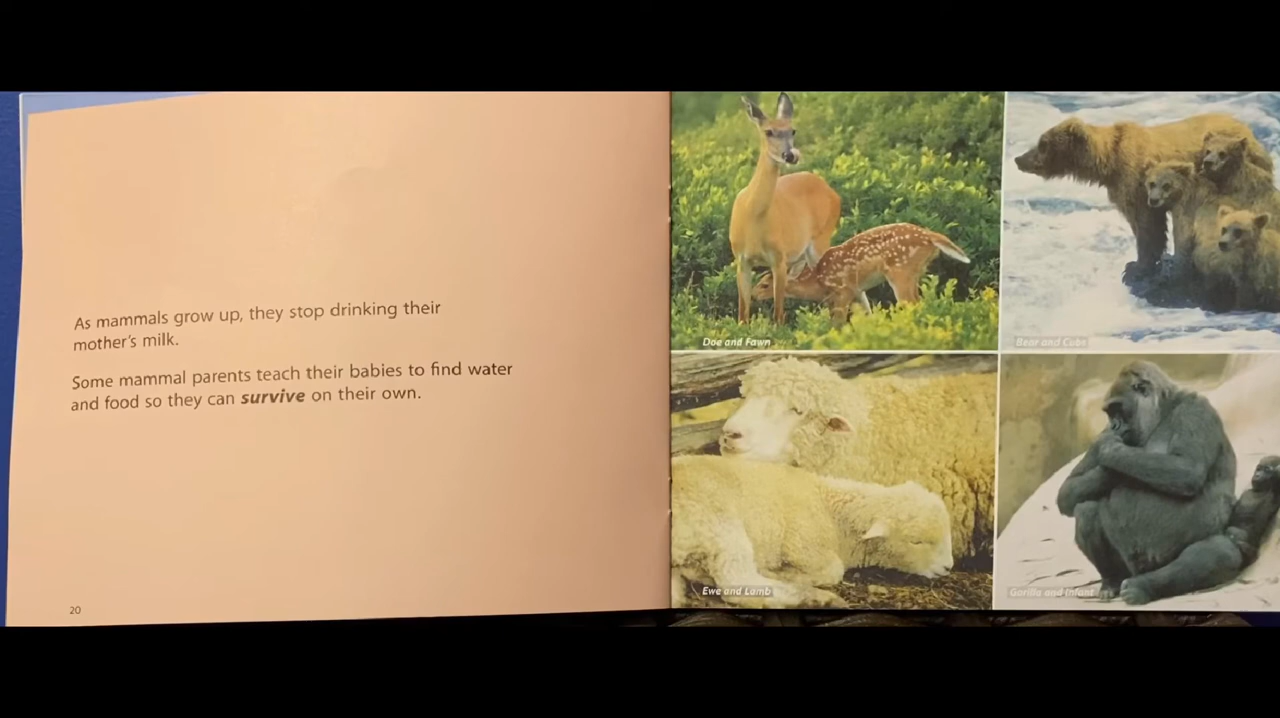 As mammals grow up, they stop drinking their
mother's milk.
Some mammal parents teach their babies to find water
and food so they can survive on their own.
20
Doe and Fawn
Bear and Cubs
Ewe and Lamb
Gorilla and Infant